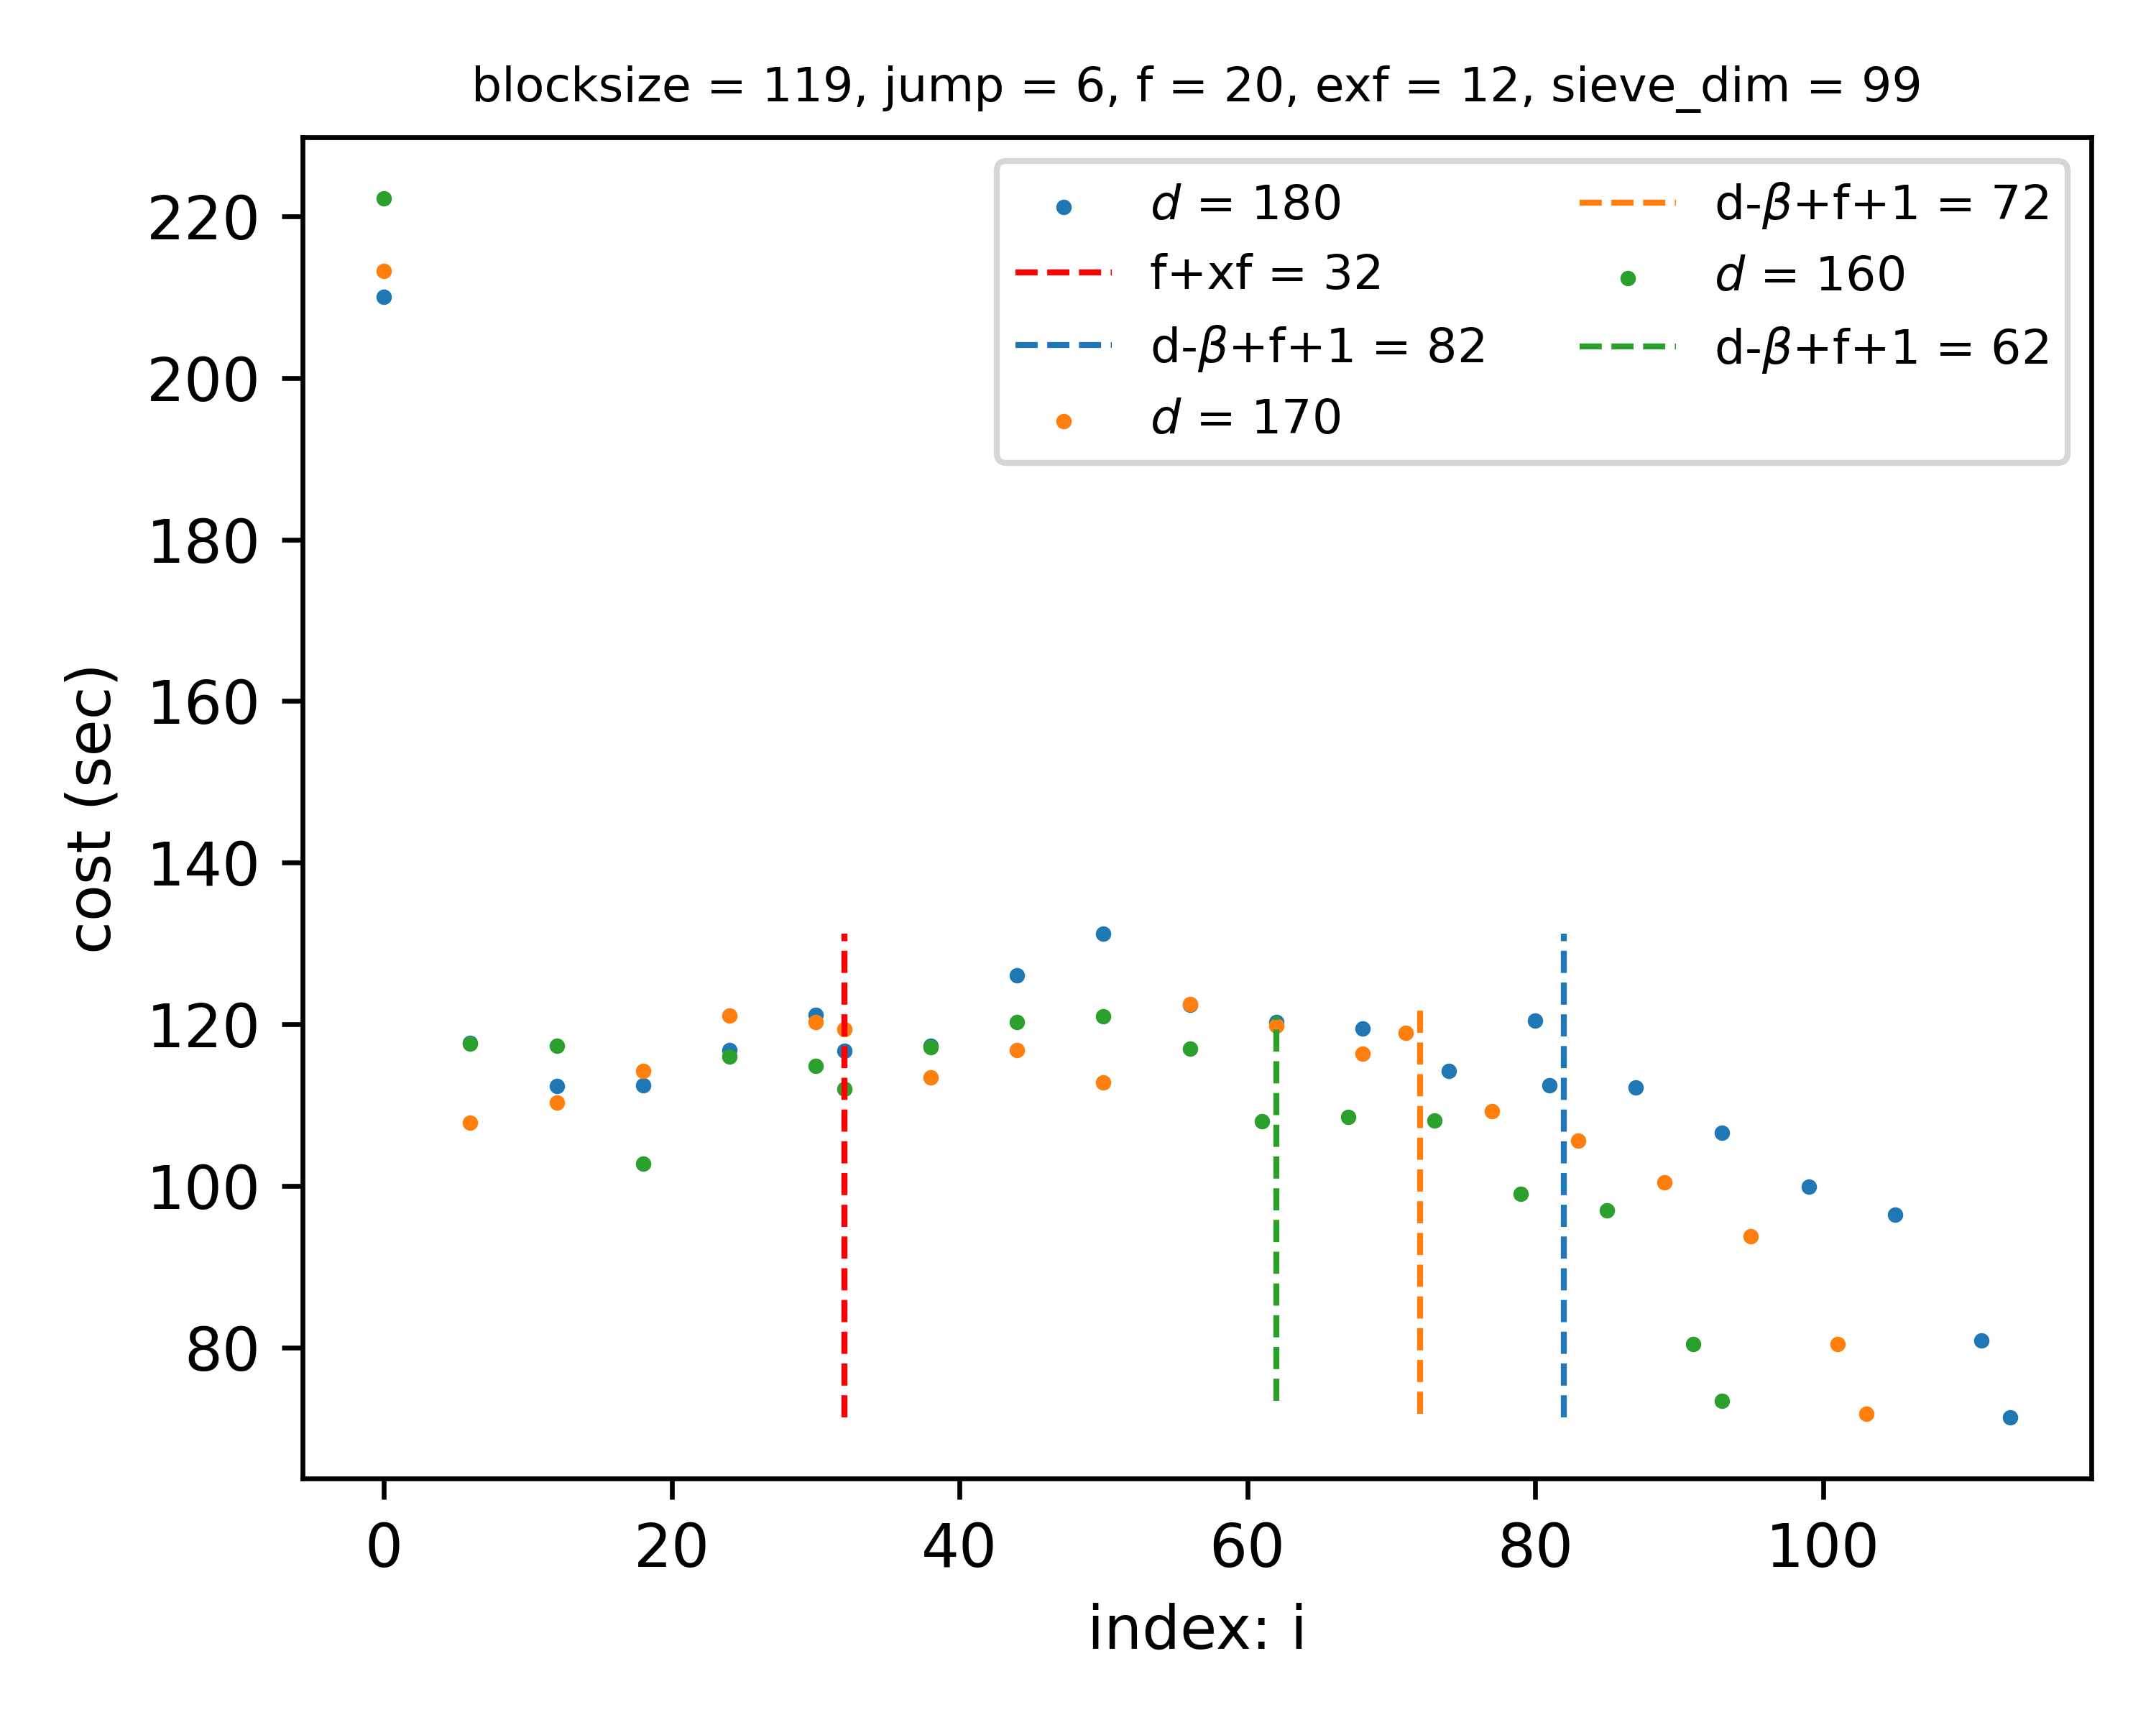 blocksize = 119, jump = 6, f = 20, exf = 12, sieve_dim = 99
d = 180
f+xf = 32
d-β+f+1 = 82
d = 170
d-β+f+1 = 72
d = 160
d-β+f+1 = 62
220
200
180
160
140
120
100
80
cost (sec)
0 20 40 60 80 100
index: i